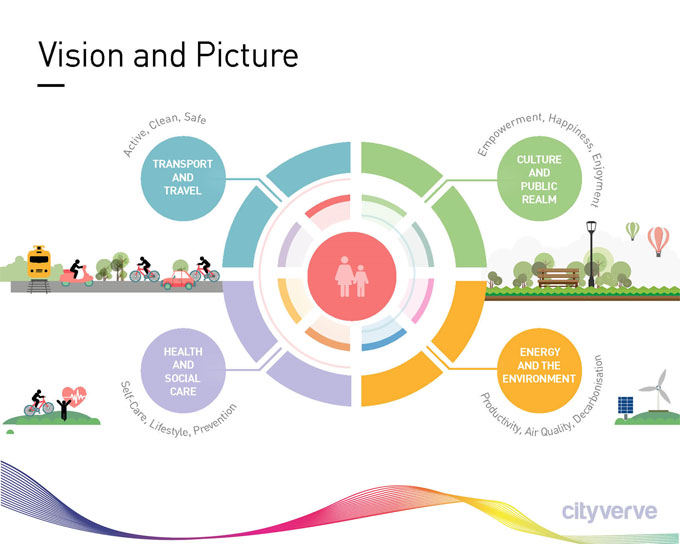 Vision and Picture
Active, Clean, Safe
TRANSPORT
AND
TRAVEL
Empowerment, Happiness, Enjoyment
CULTURE
AND
PUBLIC
REALM
HEALTH
AND
SOCIAL
CARE
Self-Care, Lifestyle, Prevention
ENERGY
AND THE
ENVIRONMENT
Productivity, Air Quality, Decarbonisation
cityverve